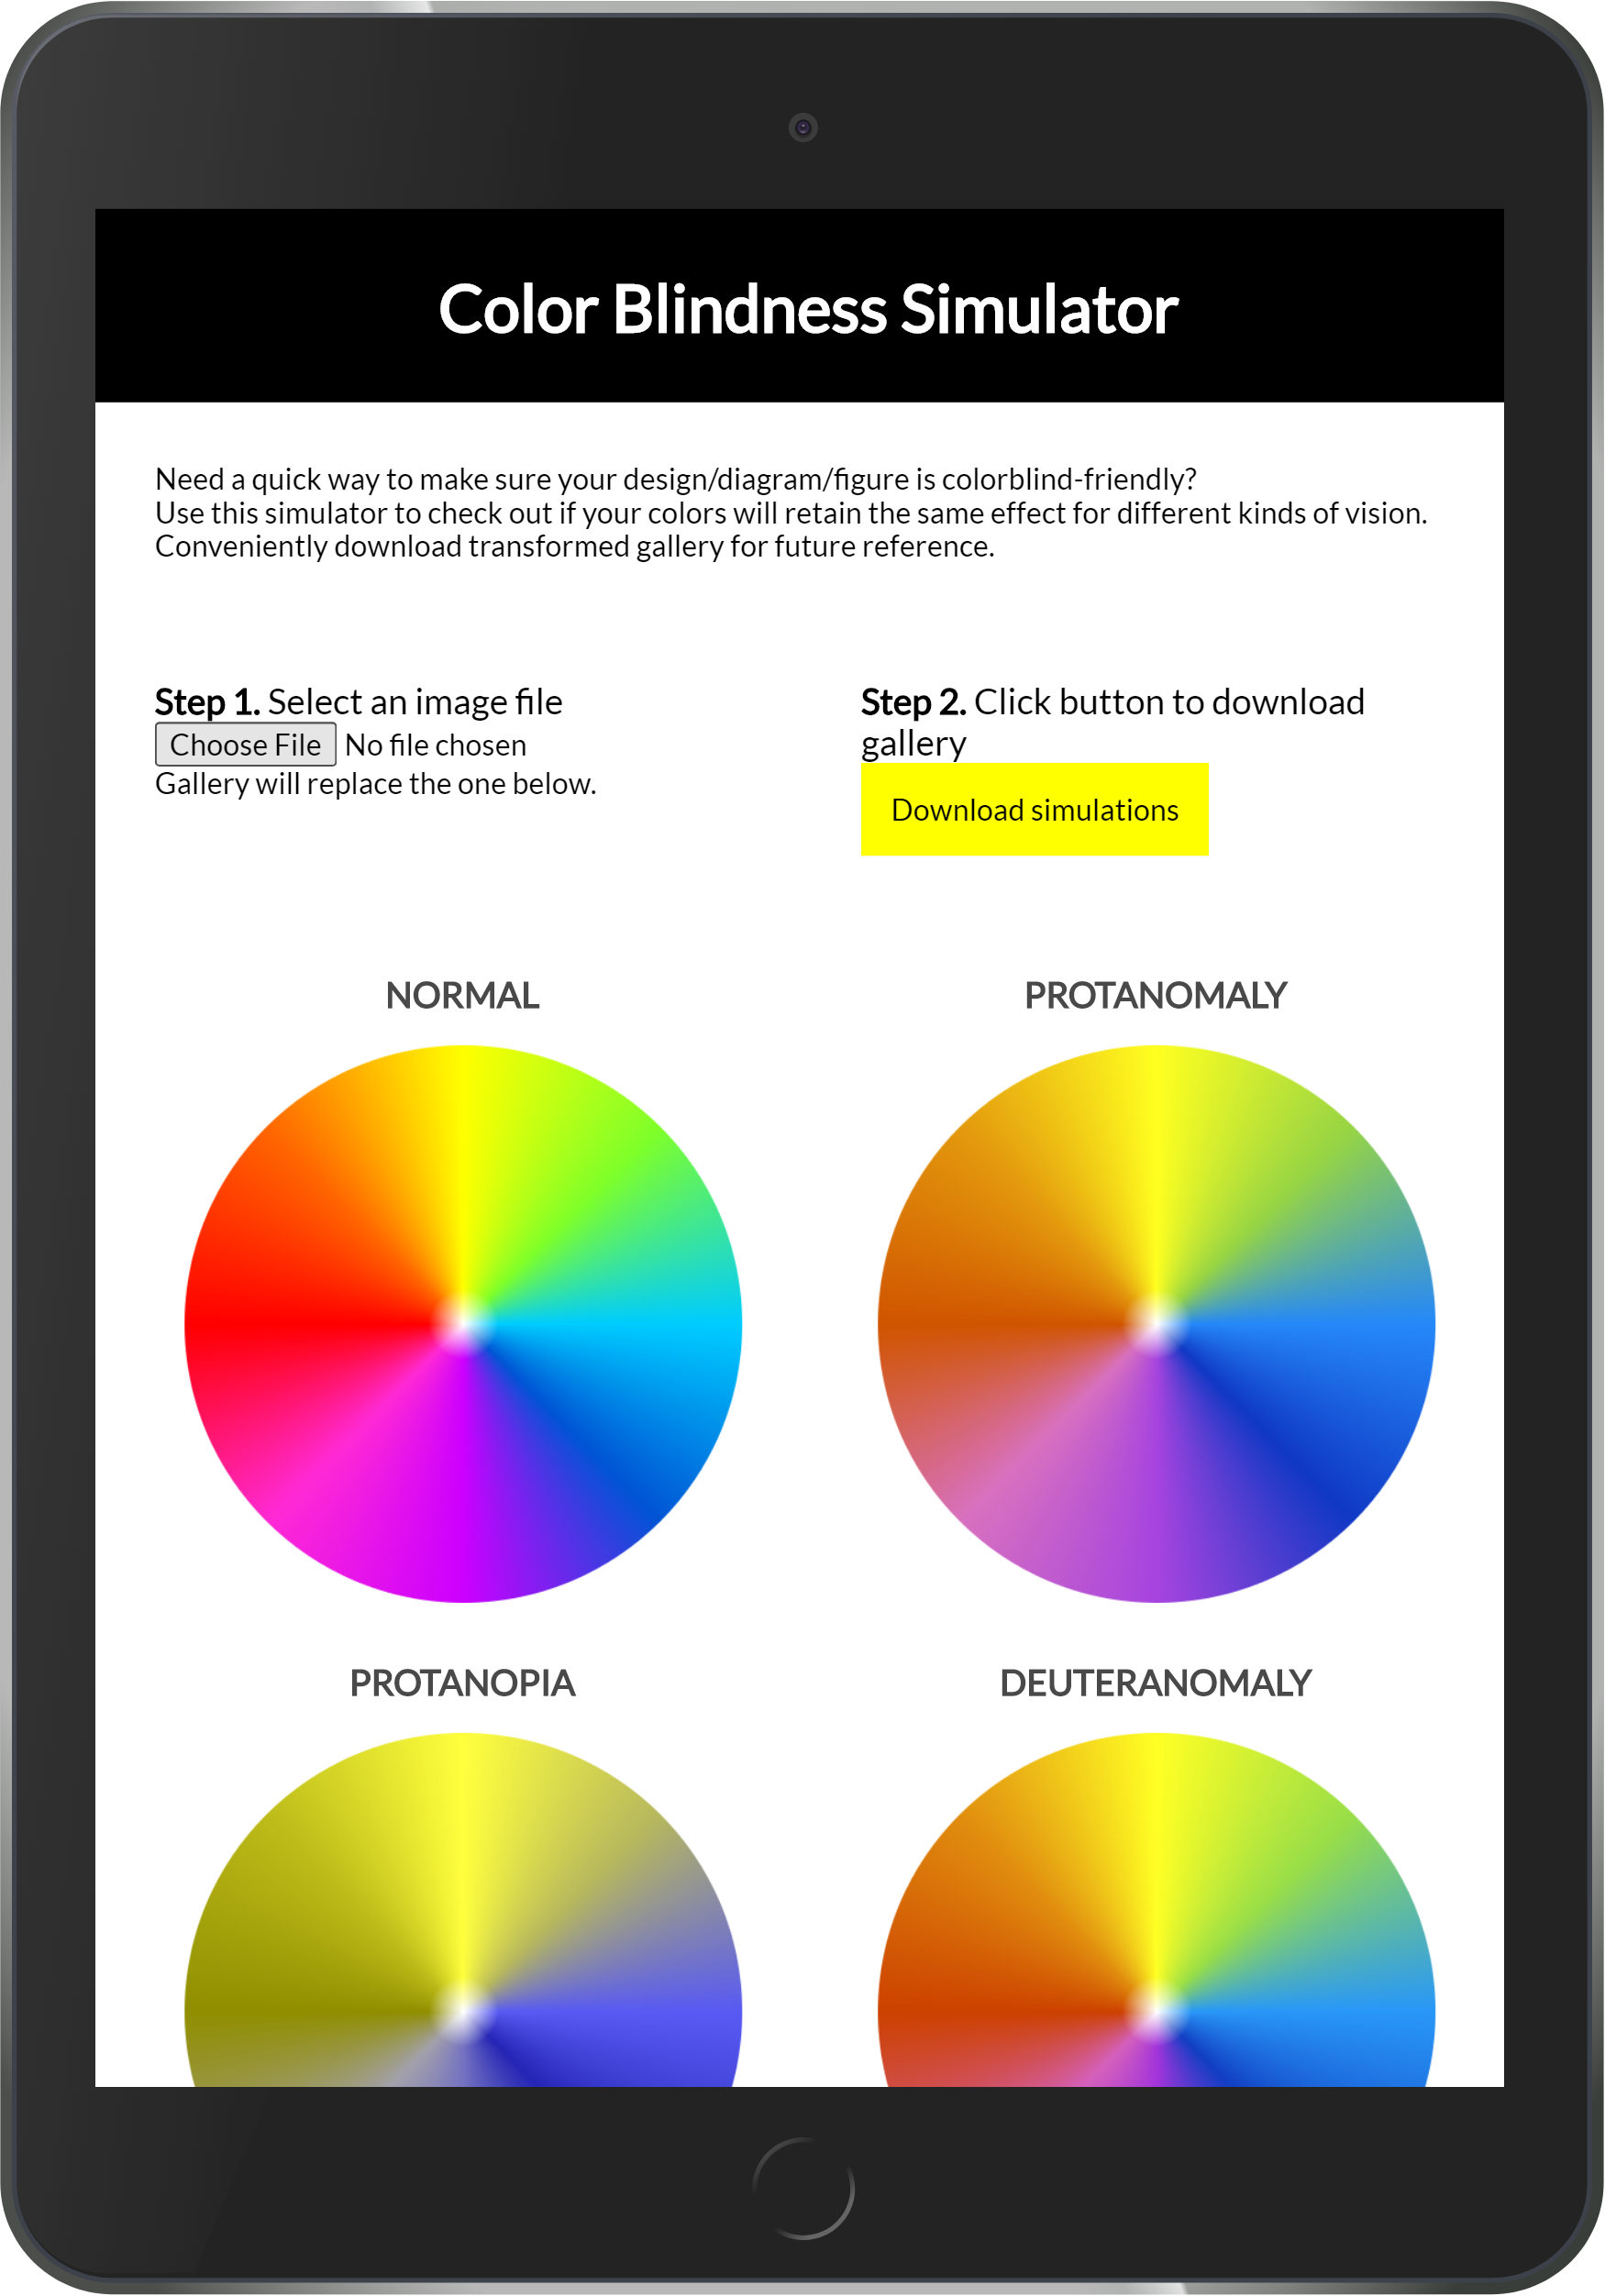 Color Blindness Simulator
Need a quick way to make sure your design/diagram/figure is colorblind-friendly?
Use this simulator to check out if your colors will retain the same effect for different kinds of vision.
Conveniently download transformed gallery for future reference.
Step 1. Select an image file
Choose File No file chosen
Gallery will replace the one below.
Step 2. Click button to download
gallery
Download simulations
NORMAL
PROTANOMALY
PROTANOPIA
DEUTERANOMALY